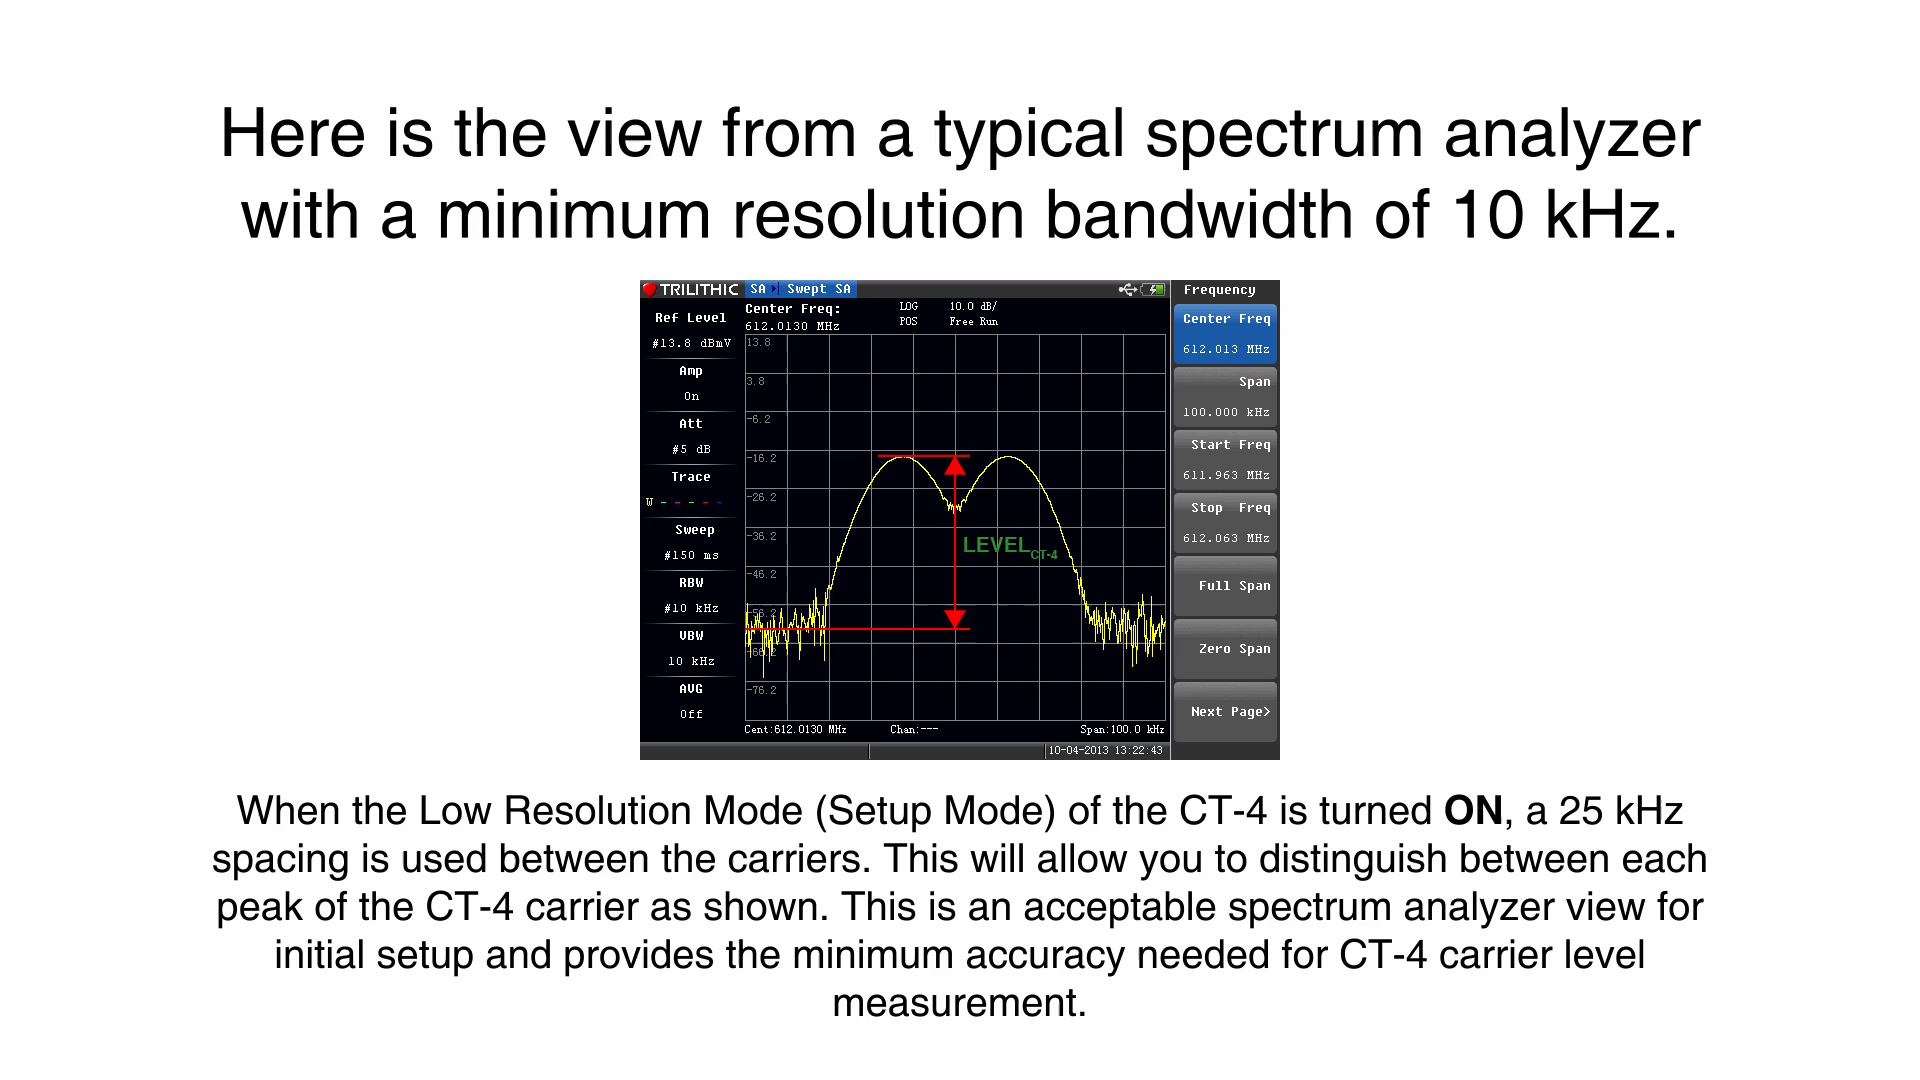 Here is the view from a typical spectrum analyzer
with a minimum resolution bandwidth of 10 kHz.
TRILITHIC SA Swept SA
Frequency
Ref Level
#13.8 dBmV
Amp
On
Att
#5 dB
Trace
W
Sweep
#150 ms
RBW
#10 kHz
VBW
10 kHz
AVG
Off
Center Freq:
612.0130 MHz
LOG 10.0 dB/
POS Free Run
13.8
3.8
-6.2
-16.2
-26.2
-36.2
-46.2
-56.2
-66.2
-76.2
LEVEL CT-4
Cent:612.0130 MHz Chan:--- Span:100.0 kHz
10-04-2013 13:22:43
Center Freq
612.013 MHz
Span
100.000 kHz
Start Freq
611.963 MHz
Stop Freq
612.063 MHz
Full Span
Zero Span
Next Page>
When the Low Resolution Mode (Setup Mode) of the CT-4 is turned ON, a 25 kHz
spacing is used between the carriers. This will allow you to distinguish between each
peak of the CT-4 carrier as shown. This is an acceptable spectrum analyzer view for
initial setup and provides the minimum accuracy needed for CT-4 carrier level
measurement.